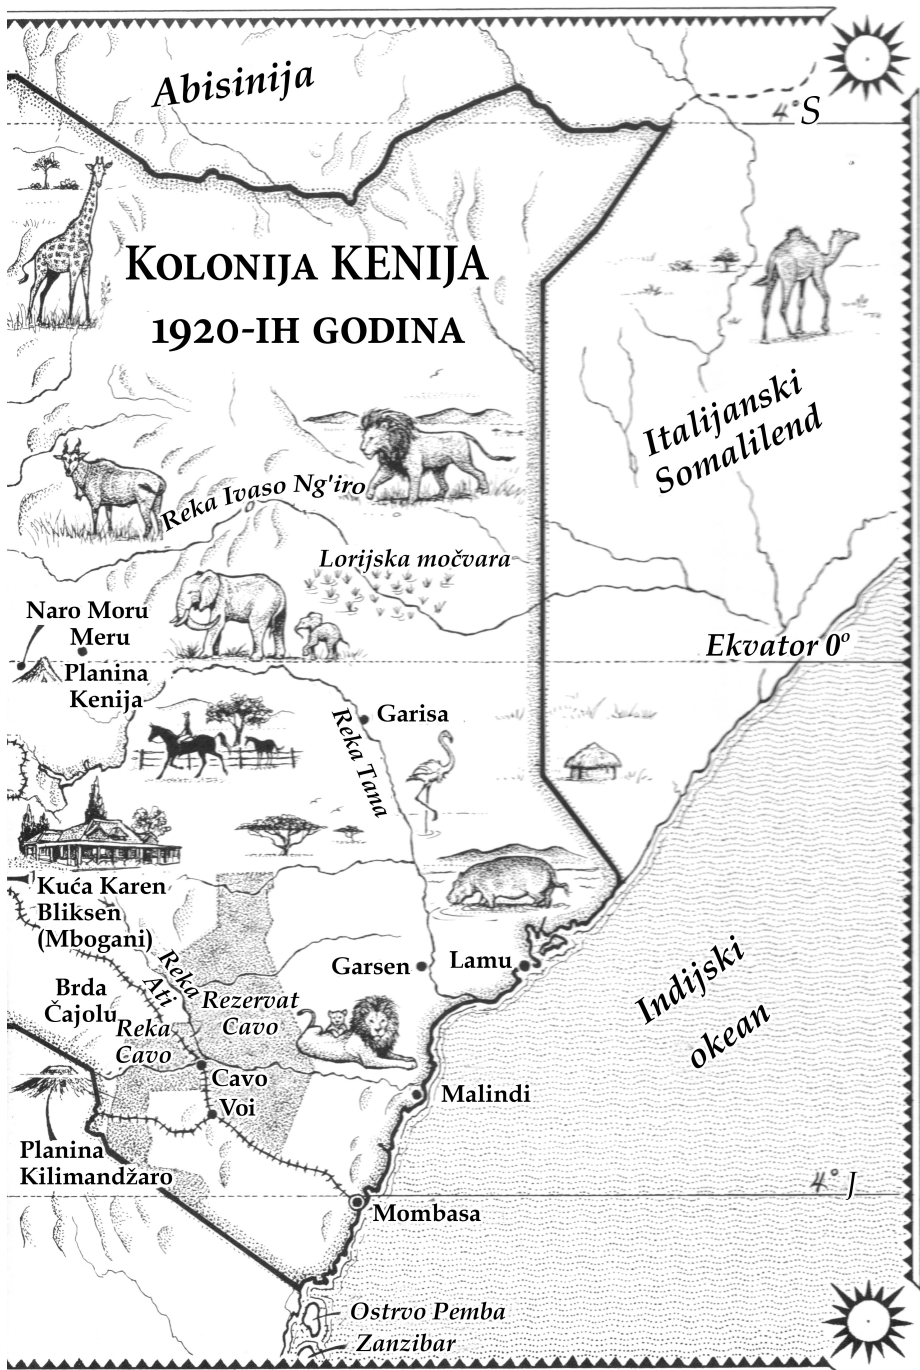 Abisinija
4° S
Kolonija KENIJA
1920-IH GODINA
Italijanski
Somalilend
Reka Ivaso Ng'iro
Lorijska močvara
Naro Moru
Meru
Planina
Kenija
Ekvator 0°
Garisa
Reka Tana
Kuća Karen
Bliksen
(Mbogani)
Reka
Ati
Garsen
Lamu
Brda
Čajolu
Rezervat
Cavo
Reka
Cavo
Indijski
okean
Cavo
Voi
Malindi
Planina
Kilimandžaro
4° J
Mombasa
Ostrvo Pemba
Zanzibar